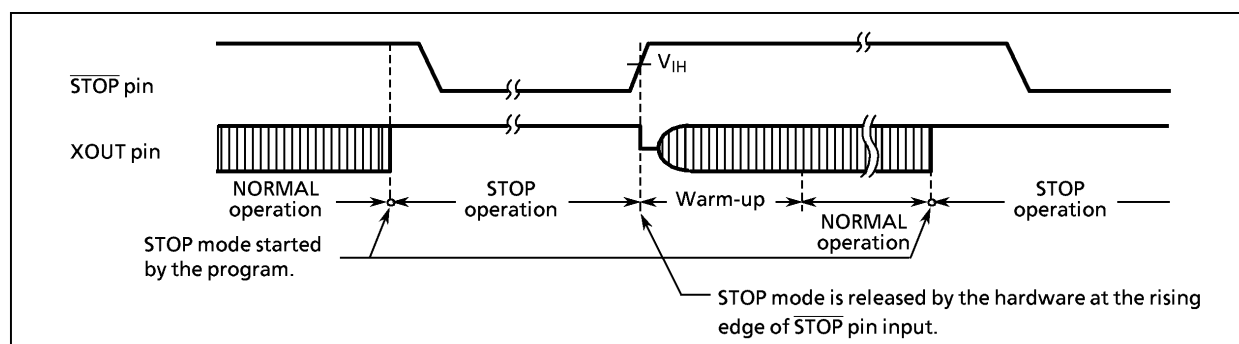 STOP pin
VIH
XOUT pin
NORMAL
operation
STOP
operation
Warm-up
NORMAL
operation
STOP
operation
STOP mode started
by the program.
STOP mode is released by the hardware at the rising
edge of STOP pin input.